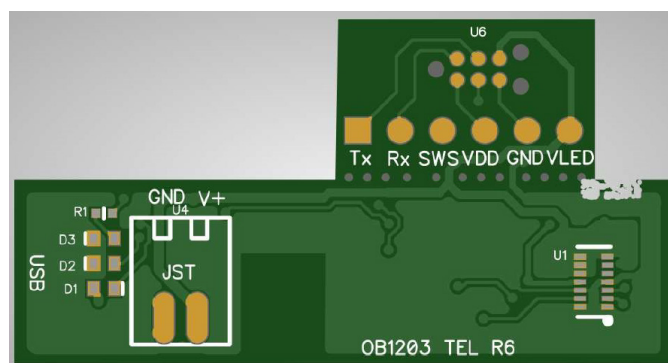 U6
Tx Rx SWS VDD GND VLED
GND V+
U4
R1
D3
D2
D1
USB
JST
U1
OB1203 TEL R6